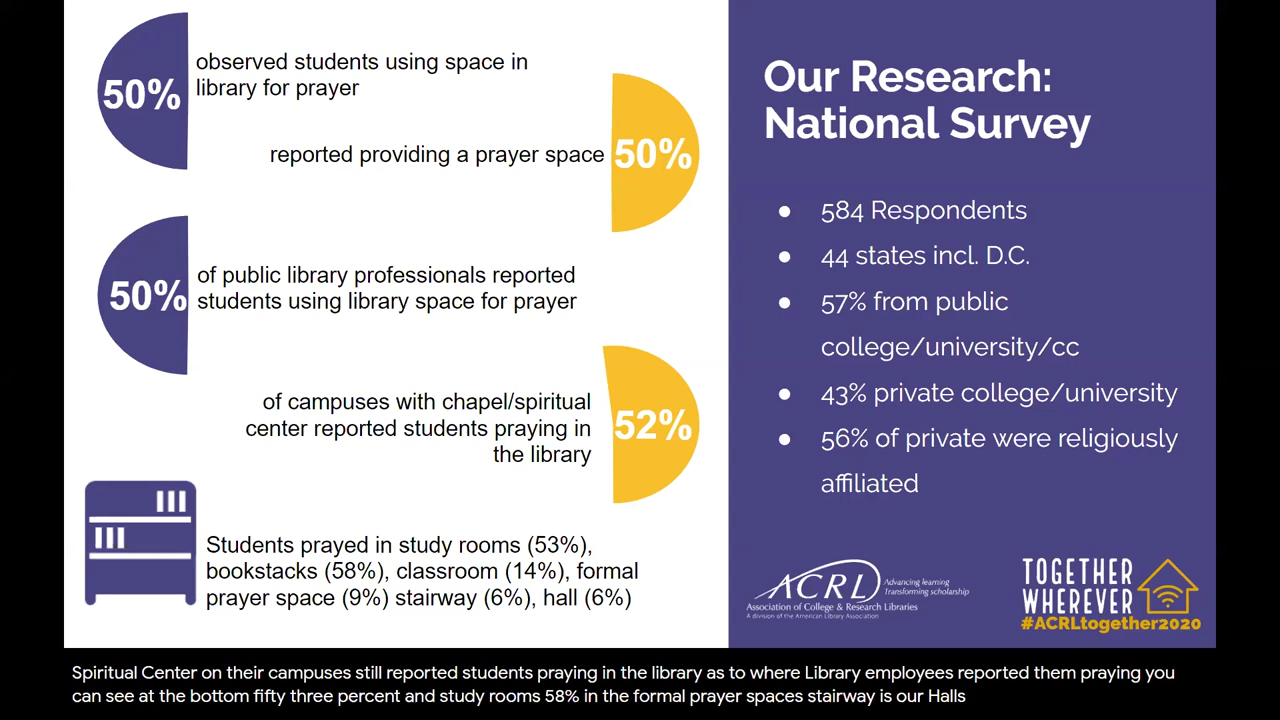 50%
observed students using space in
library for prayer
reported providing a prayer space
50%
50%
of public library professionals reported
students using library space for prayer
of campuses with chapel/spiritual
center reported students praying in
the library
52%
Students prayed in study rooms (53%),
bookstacks (58%), classroom (14%), formal
prayer space (9%) stairway (6%), hall (6%)
Our Research:
National Survey
● 584 Respondents
● 44 states incl. D.C.
● 57% from public
college/university/cc
● 43% private college/university
● 56% of private were religiously
affiliated
ACRL
Advancing learning
Transforming scholarship
Association of College & Research Libraries
A division of the American Library Association
TOGETHER
WHEREVER
#ACRLtogether2020
Spiritual Center on their campuses still reported students praying in the library as to where Library employees reported them praying you
can see at the bottom fifty three percent and study rooms 58% in the formal prayer spaces stairway is our Halls